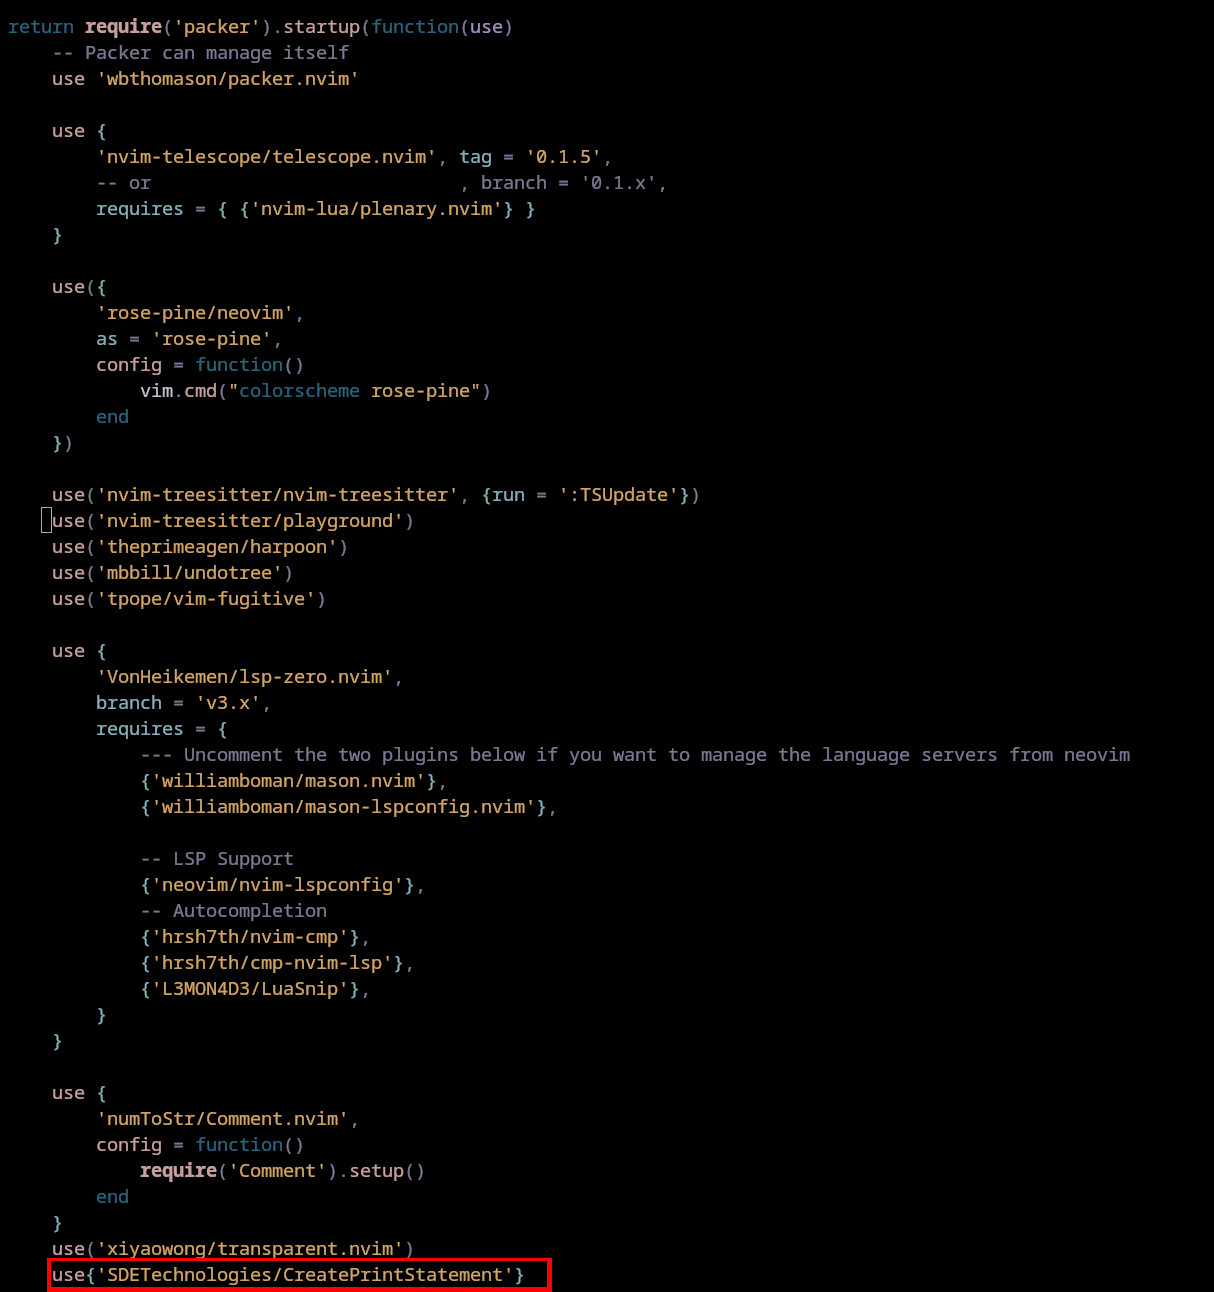 return require('packer').startup(function(use)
    -- Packer can manage itself
    use 'wbthomason/packer.nvim'

    use {
        'nvim-telescope/telescope.nvim', tag = '0.1.5',
        -- or                            , branch = '0.1.x',
        requires = { {'nvim-lua/plenary.nvim'} }
    }

    use({
        'rose-pine/neovim',
        as = 'rose-pine',
        config = function()
            vim.cmd("colorscheme rose-pine")
        end
    })

    use('nvim-treesitter/nvim-treesitter', {run = ':TSUpdate'})
    use('nvim-treesitter/playground')
    use('theprimeagen/harpoon')
    use('mbbill/undotree')
    use('tpope/vim-fugitive')

    use {
        'VonHeikemen/lsp-zero.nvim',
        branch = 'v3.x',
        requires = {
            --- Uncomment the two plugins below if you want to manage the language servers from neovim
            {'williamboman/mason.nvim'},
            {'williamboman/mason-lspconfig.nvim'},

            -- LSP Support
            {'neovim/nvim-lspconfig'},
            -- Autocompletion
            {'hrsh7th/nvim-cmp'},
            {'hrsh7th/cmp-nvim-lsp'},
            {'L3MON4D3/LuaSnip'},
        }
    }

    use {
        'numToStr/Comment.nvim',
        config = function()
            require('Comment').setup()
        end
    }
    use('xiyaowong/transparent.nvim')
    use{'SDETechnologies/CreatePrintStatement'}